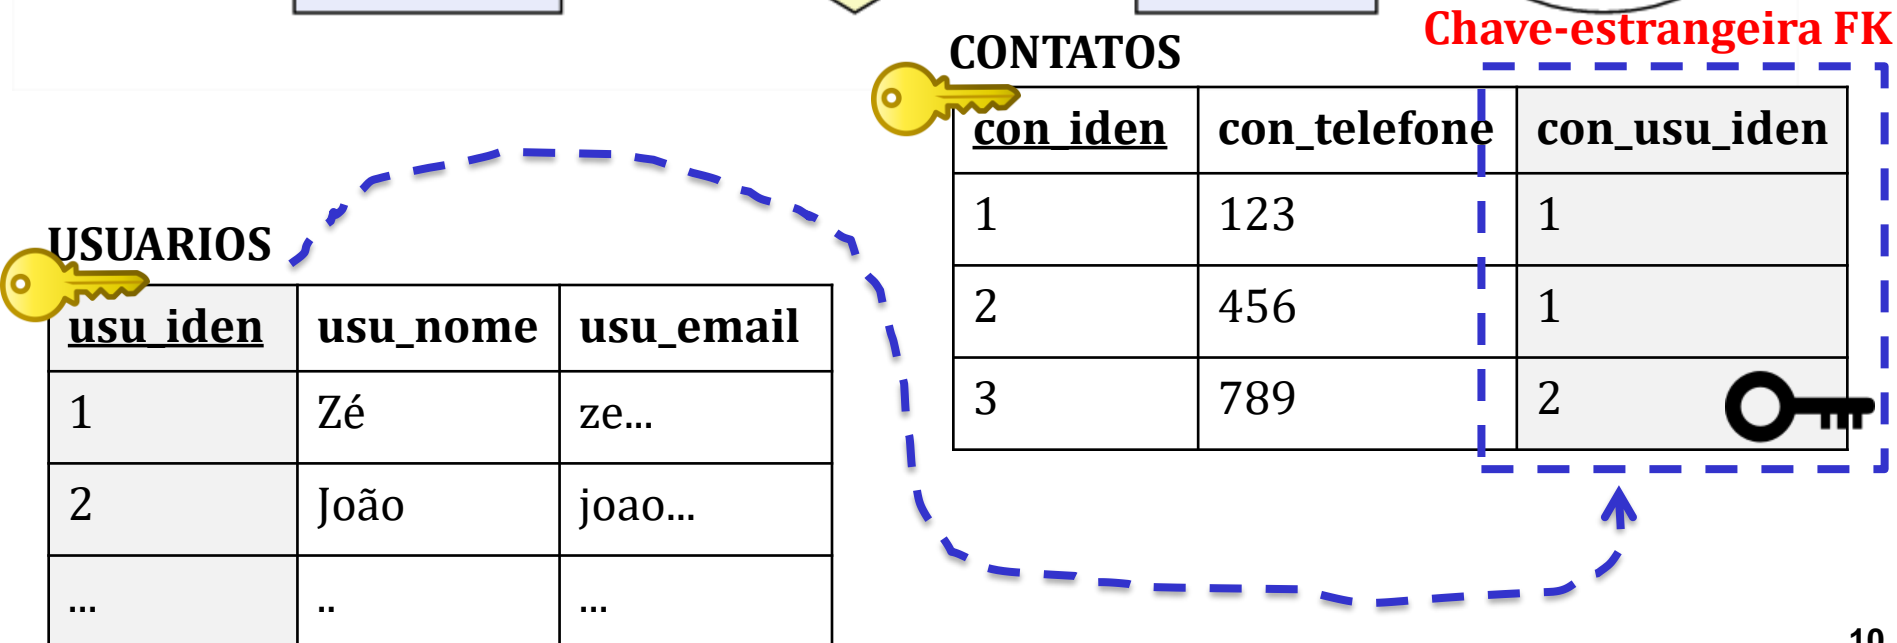 Chave-estrangeira FK
CONTATOS
con_iden con_telefone con_usu_iden
1 123 1
2 456 1
3 789 2
USUARIOS
usu_iden usu_nome usu_email
1 Zé ze...
2 João joao...
... .. ...